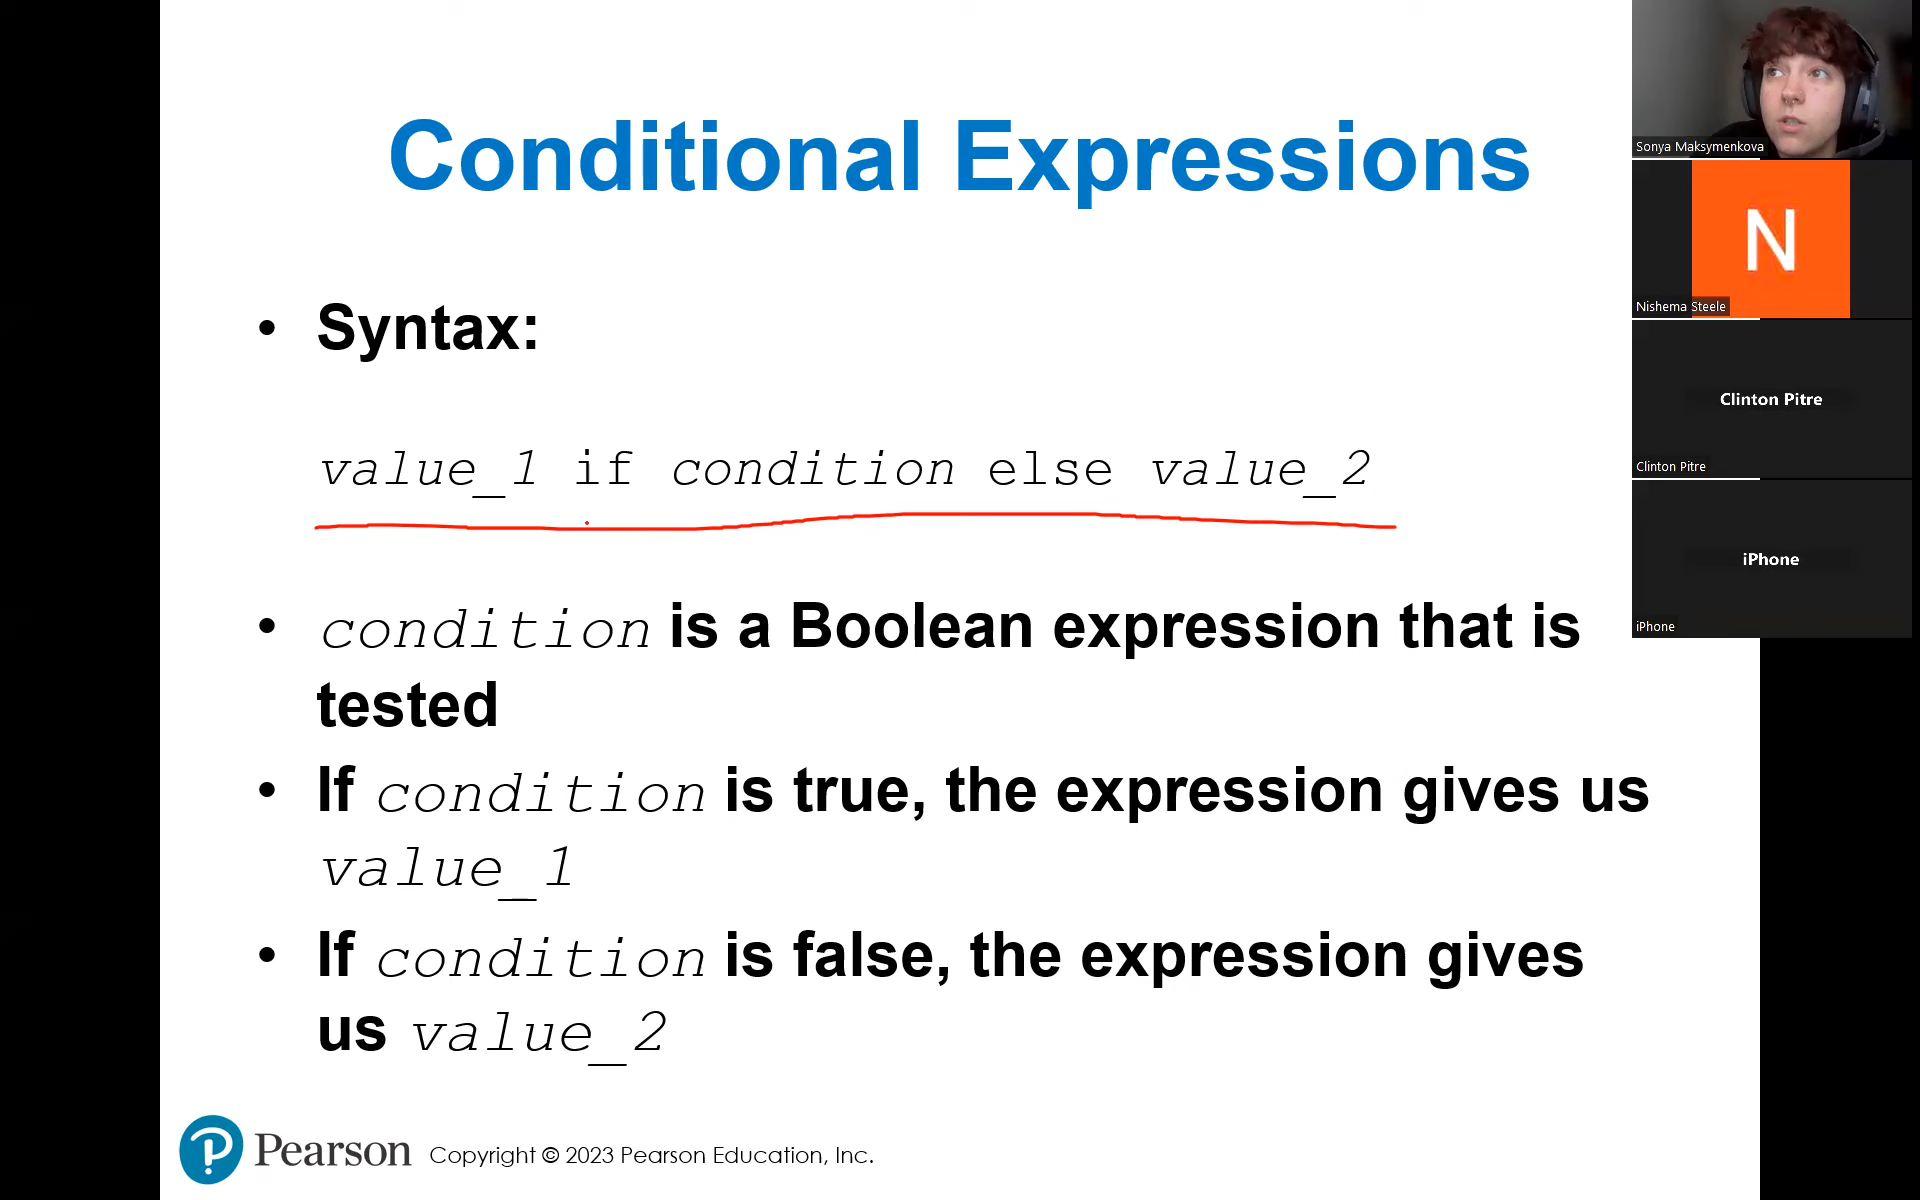 Conditional Expressions
• Syntax:
value_1 if condition else value_2
• condition is a Boolean expression that is
tested
• If condition is true, the expression gives us
value_1
• If condition is false, the expression gives
us value_2
P Pearson Copyright © 2023 Pearson Education, Inc.
Sonya Maksymenkova
N
Nishema Steele
Clinton Pitre
Clinton Pitre
iPhone
iPhone